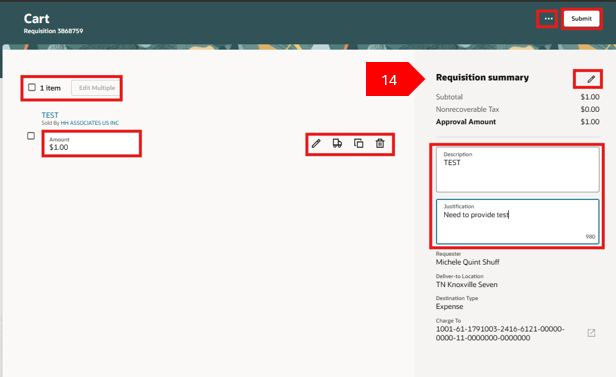 Cart
Requisition 3868759
...
Submit
1 item
Edit Multiple
TEST
Sold By HH ASSOCIATES US INC
Amount
$1.00
14
Requisition summary
Subtotal $1.00
Nonrecoverable Tax $0.00
Approval Amount $1.00
Description
TEST
Justification
Need to provide test
980
Requester
Michele Quint Shuff
Deliver-to Location
TN Knoxville Seven
Destination Type
Expense
Charge To
1001-61-1791003-2416-6121-00000-
0000-11-0000000-0000000